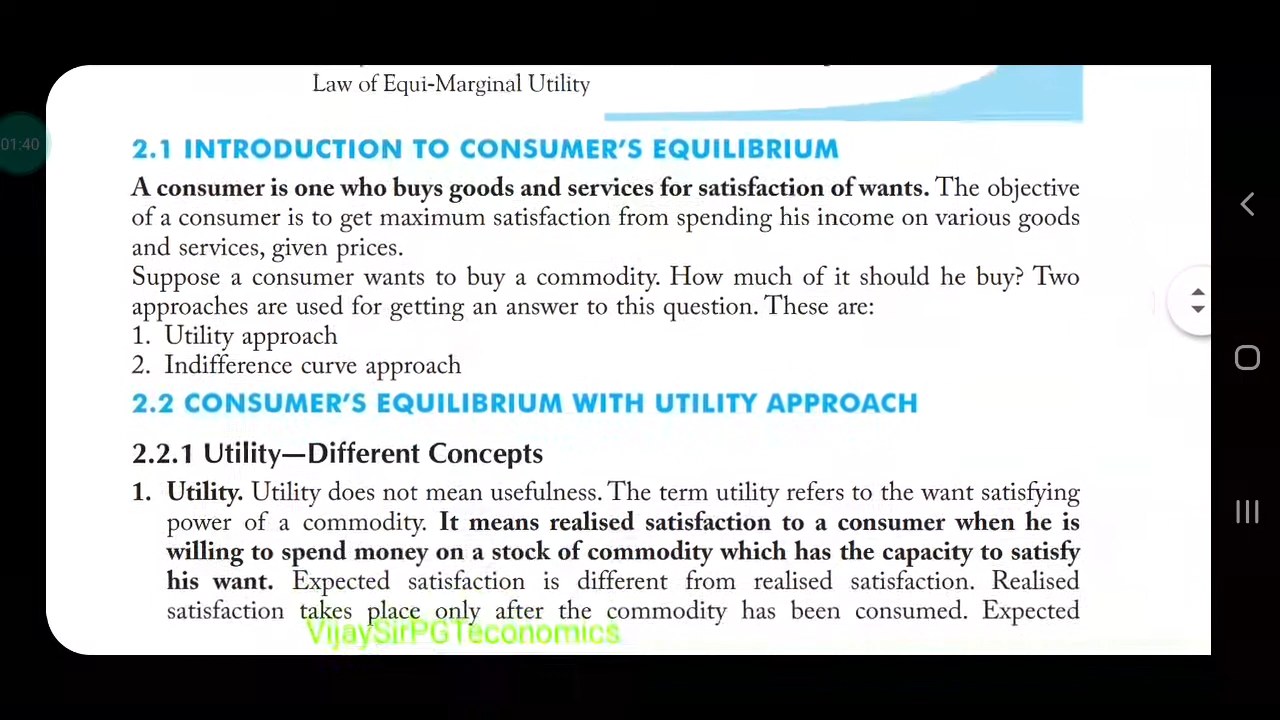 Law of Equi-Marginal Utility
01:40
2.1 INTRODUCTION TO CONSUMER'S EQUILIBRIUM
A consumer is one who buys goods and services for satisfaction of wants. The objective
of a consumer is to get maximum satisfaction from spending his income on various goods
and services, given prices.
Suppose a consumer wants to buy a commodity. How much of it should he buy? Two
approaches are used for getting an answer to this question. These are:
1. Utility approach
2. Indifference curve approach
2.2 CONSUMER'S EQUILIBRIUM WITH UTILITY APPROACH
2.2.1 Utility—Different Concepts
1. Utility. Utility does not mean usefulness. The term utility refers to the want satisfying
power of a commodity. It means realised satisfaction to a consumer when he is
willing to spend money on a stock of commodity which has the capacity to satisfy
his want. Expected satisfaction is different from realised satisfaction. Realised
satisfaction takes place only after the commodity has been consumed. Expected
VijaySirPGTeconomics